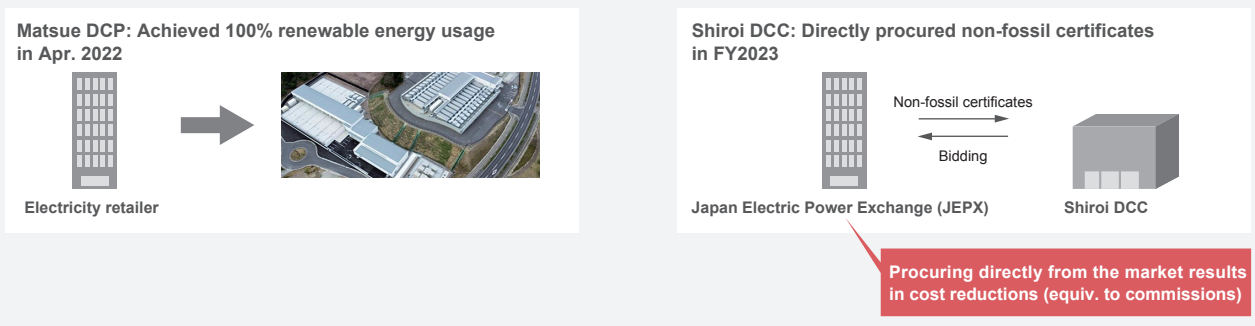 Matsue DCP: Achieved 100% renewable energy usage
in Apr. 2022
Electricity retailer
Shiroi DCC: Directly procured non-fossil certificates
in FY2023
Non-fossil certificates
Bidding
Japan Electric Power Exchange (JEPX)
Shiroi DCC
Procuring directly from the market results
in cost reductions (equiv. to commissions)